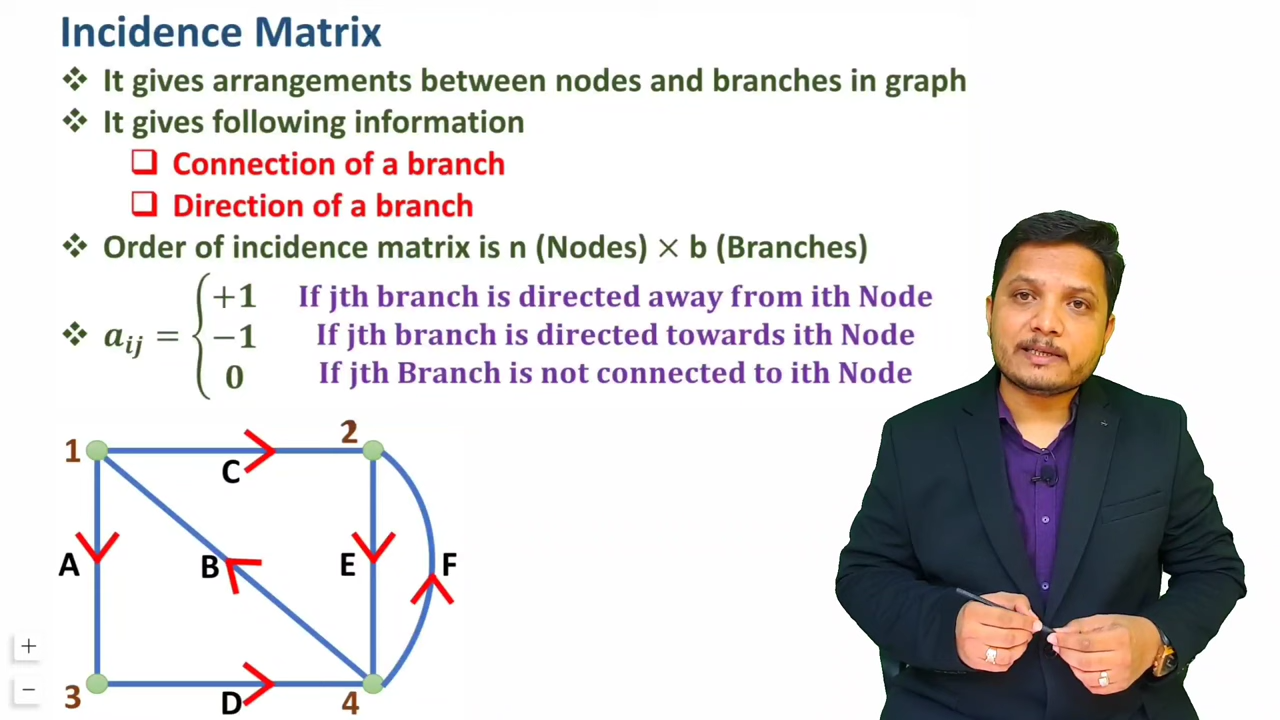 Incidence Matrix
❖ It gives arrangements between nodes and branches in graph
❖ It gives following information
❑ Connection of a branch
❑ Direction of a branch
❖ Order of incidence matrix is n (Nodes) × b (Branches)
+1 If jth branch is directed away from ith Node
❖ aᵢⱼ = { −1 If jth branch is directed towards ith Node
0 If jth Branch is not connected to ith Node
1 2
C
A B E F
3 D 4
+
−